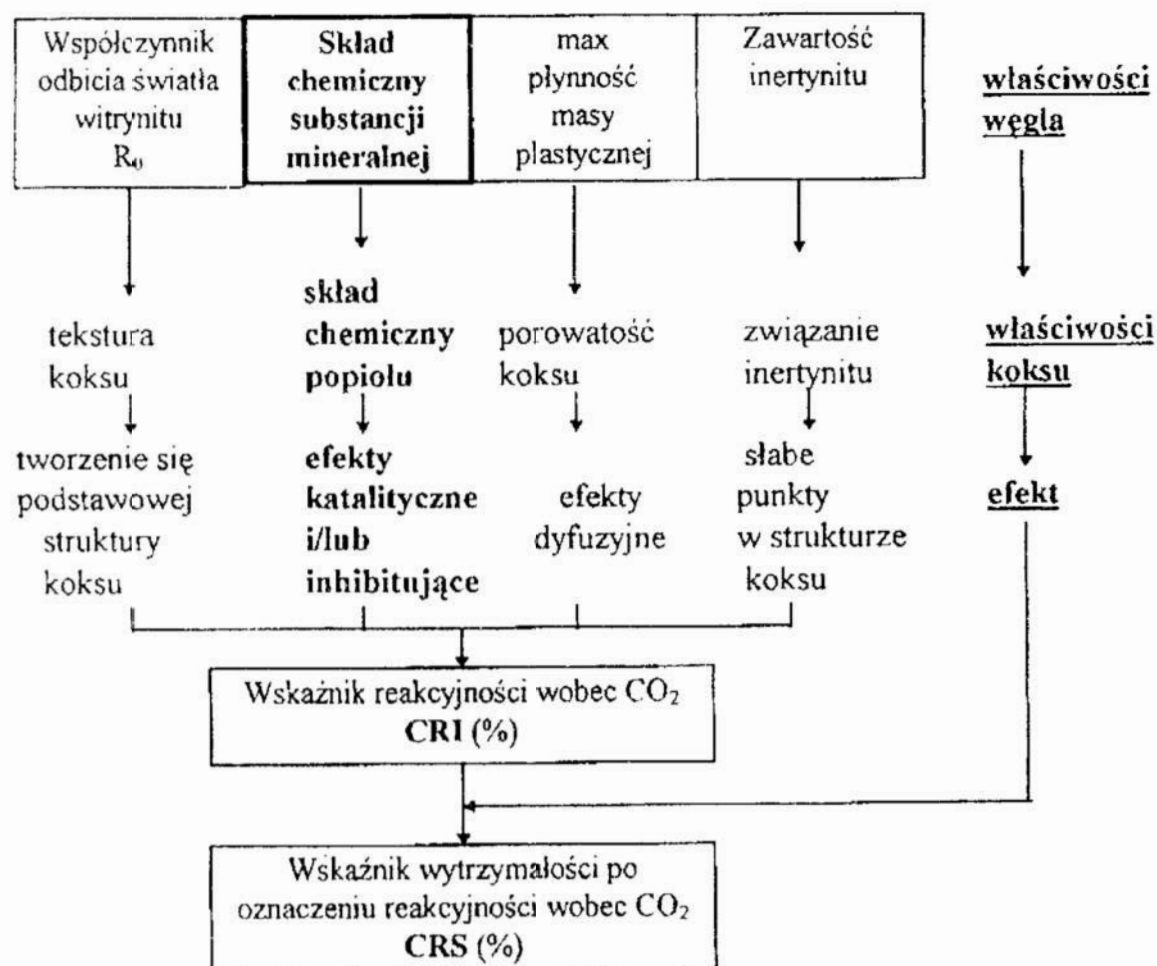 Współczynnik
odbicia światła
witrynitu
R₀
Skład
chemiczny
substancji
mineralnej
max
płynność
masy
plastycznej
Zawartość
inertynitu
właściwości
węgla
tekstura
koksu
skład
chemiczny
popiołu
porowatość
koksu
związanie
inertynitu
właściwości
koksu
tworzenie się
podstawowej
struktury
koksu
efekty
katalityczne
i/lub
inhibitujące
efekty
dyfuzyjne
słabe
punkty
w strukturze
koksu
efekt
Wskaźnik reakcyjności wobec CO₂
CRI (%)
Wskaźnik wytrzymałości po
oznaczeniu reakcyjności wobec CO₂
CRS (%)